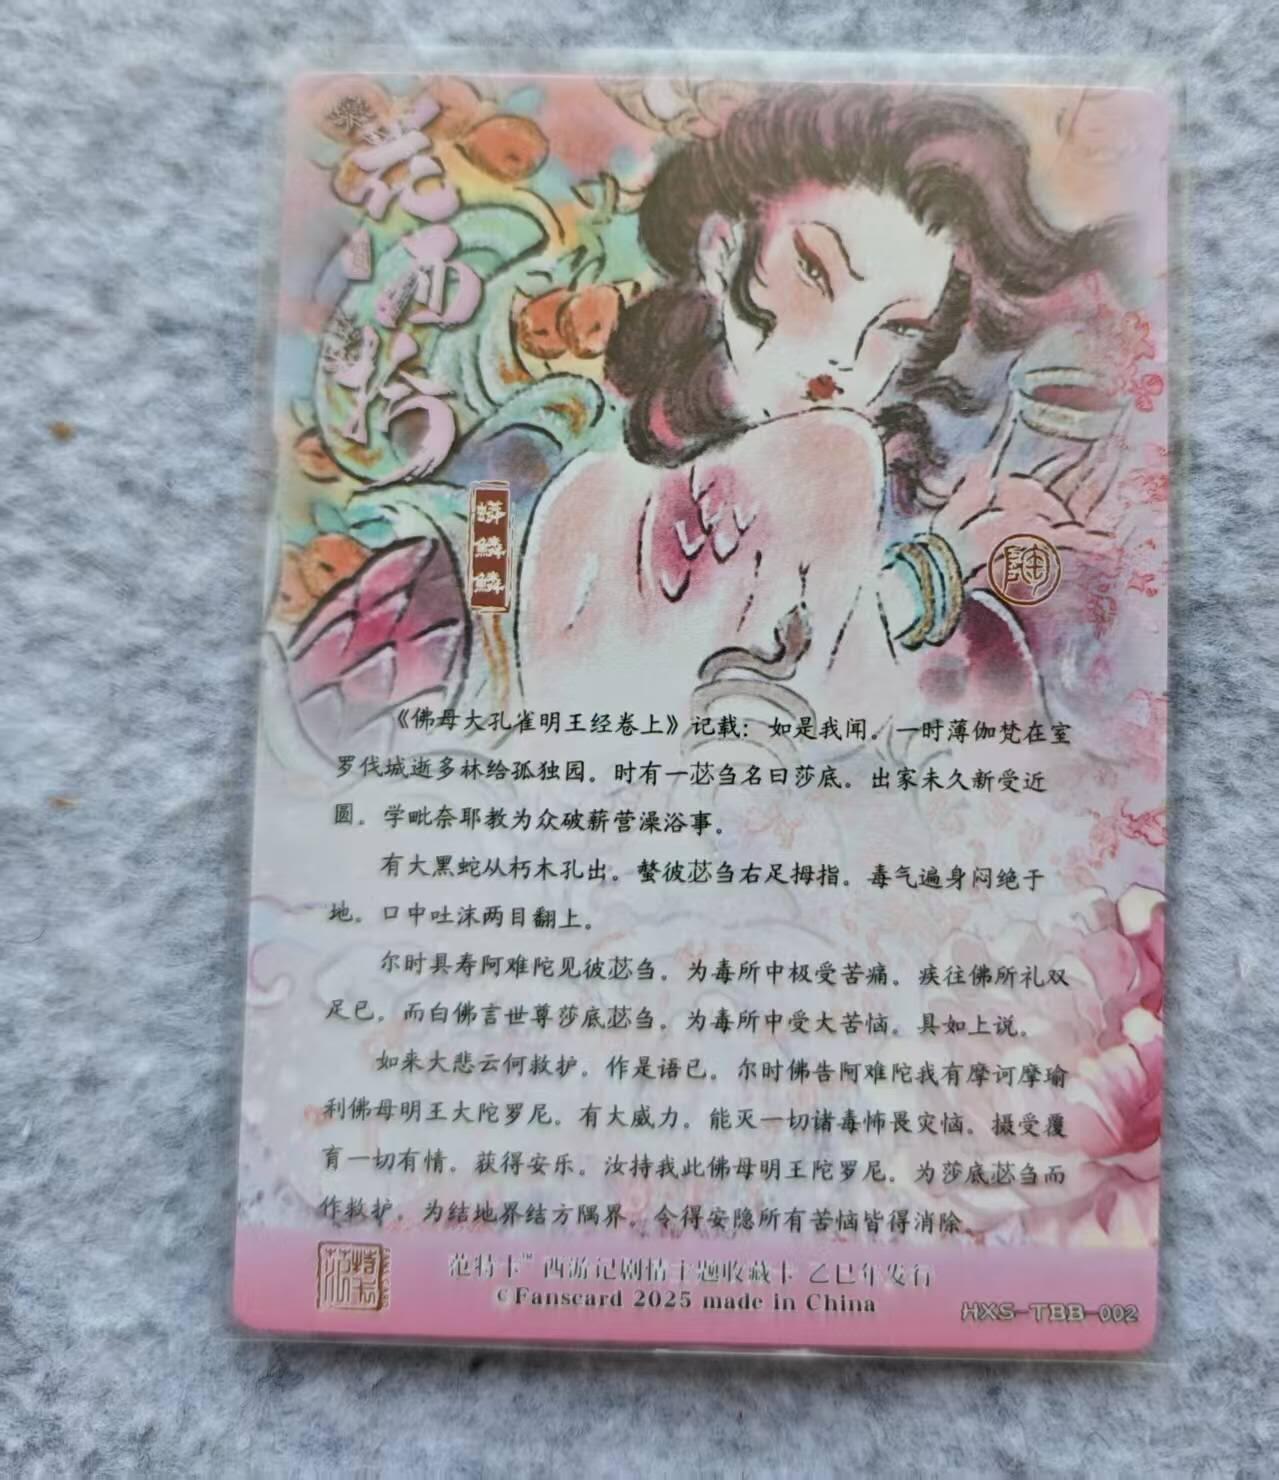 花西拾
蟒鳞鳞
陶
《佛母大孔雀明王经卷上》记载：如是我闻。一时薄伽梵在室
罗伐城逝多林给孤独园。时有一苾刍名曰莎底。出家未久新受近
圆。学毗奈耶教为众破薪营澡浴事。
有大黑蛇从朽木孔出。螫彼苾刍右足拇指。毒气遍身闷绝于
地。口中吐沫两目翻上。
尔时具寿阿难陀见彼苾刍。为毒所中极受苦痛。疾往佛所礼双
足已。而白佛言世尊莎底苾刍。为毒所中受大苦恼。具如上说。
如来大悲云何救护。作是语已。尔时佛告阿难陀我有摩诃摩瑜
利佛母明王大陀罗尼。有大威力。能灭一切诸毒怖畏灾恼。摄受覆
育一切有情。获得安乐。汝持我此佛母明王陀罗尼。为莎底苾刍而
作救护。为结地界结方隅界。令得安隐所有苦恼皆得消除。
范特卡™ 西游记剧情主题收藏卡 乙巳年发行
©Fanscard 2025 made in China
HXS-TBB-002